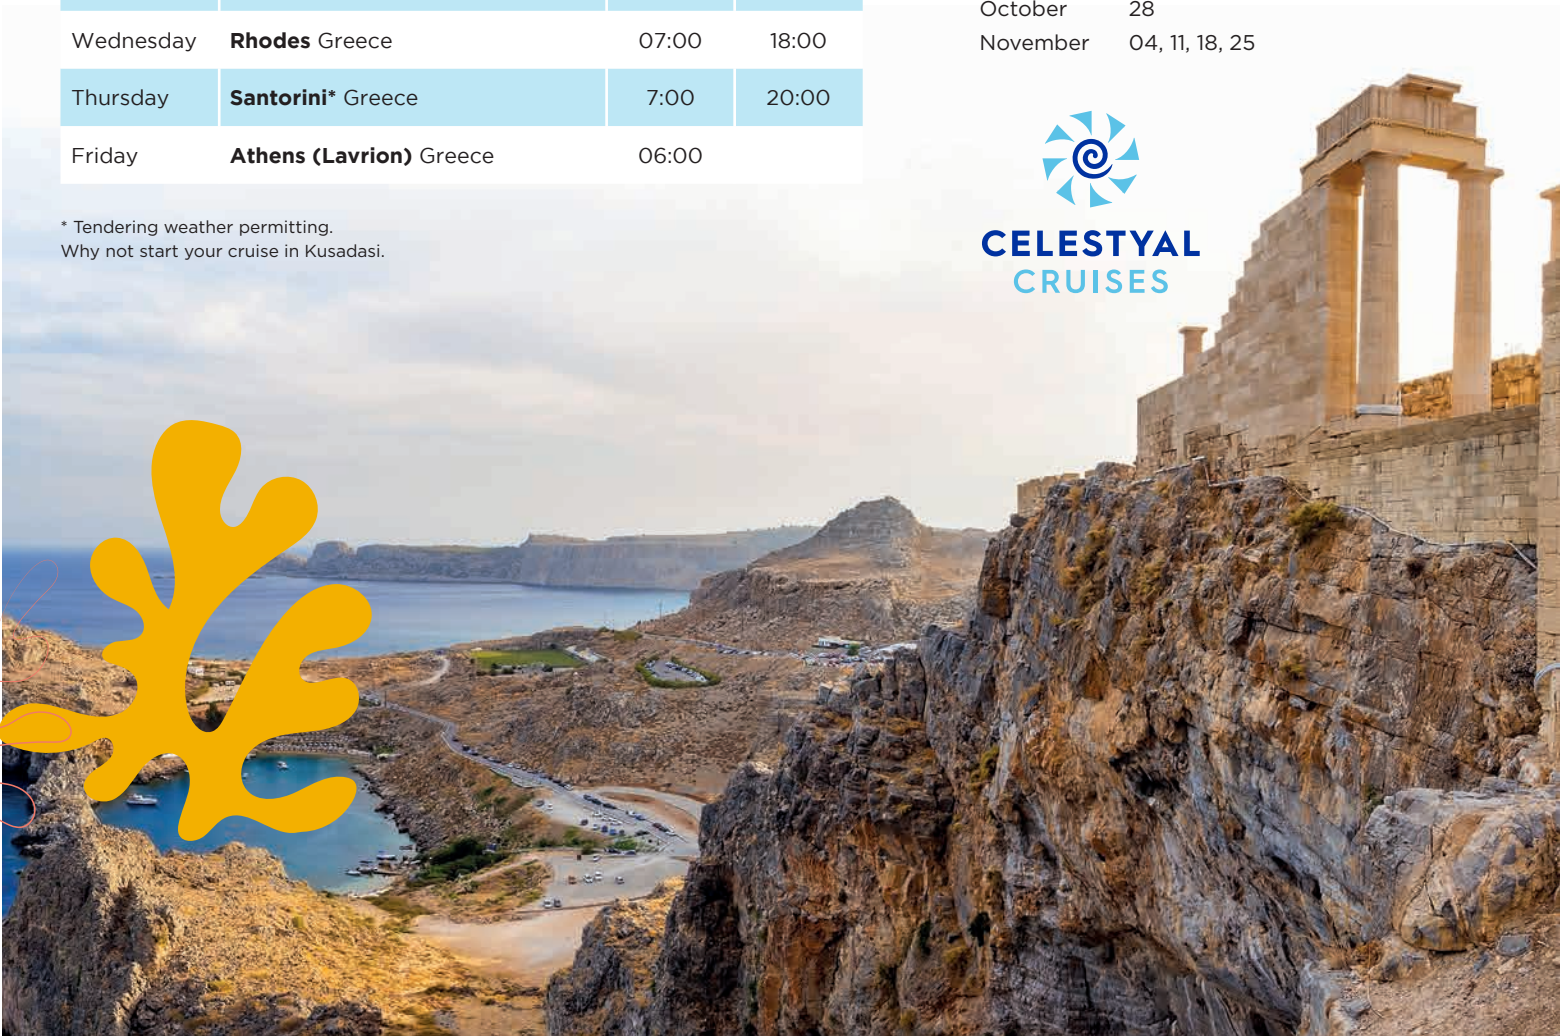 October 28
November 04, 11, 18, 25
Wednesday Rhodes Greece 07:00 18:00
Thursday Santorini* Greece 7:00 20:00
Friday Athens (Lavrion) Greece 06:00
* Tendering weather permitting.
Why not start your cruise in Kusadasi.
CELESTYAL
CRUISES